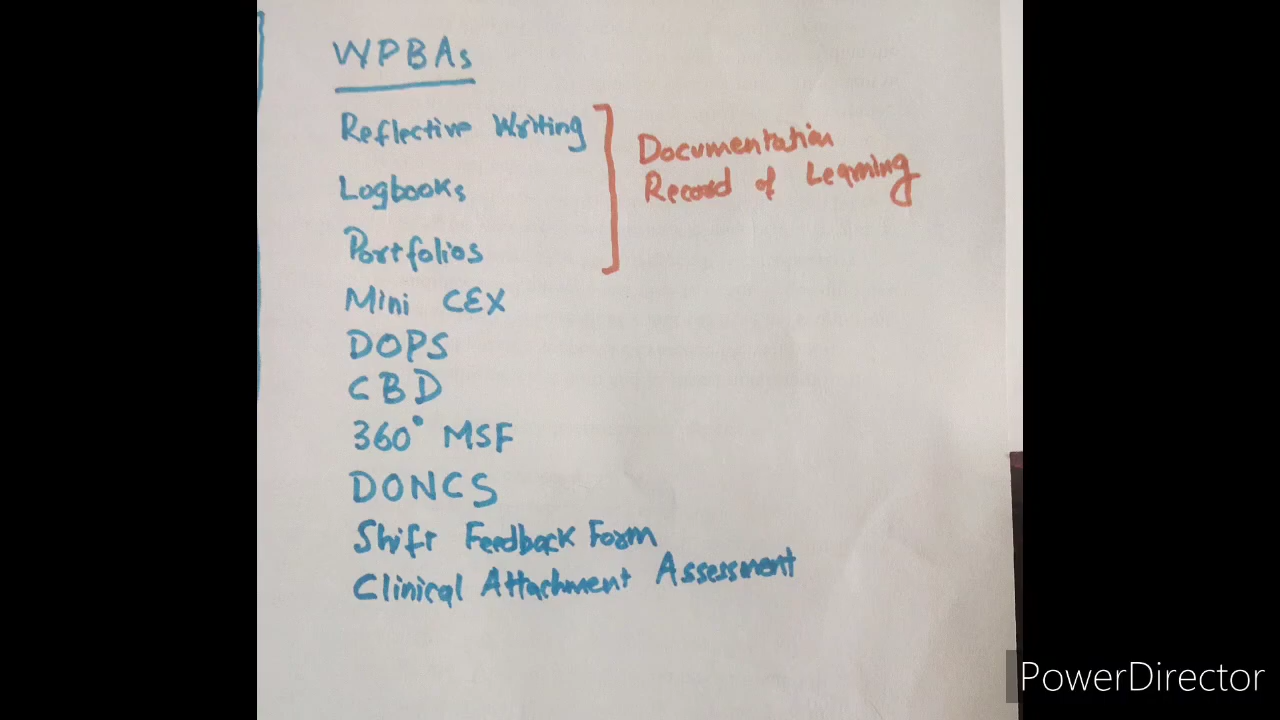 WPBAs
Reflective Writing
Logbooks
Portfolios
Documentation
Record of Learning
Mini CEX
DOPS
CBD
360° MSF
DONCS
Shift Feedback Form
Clinical Attachment Assessment
PowerDirector